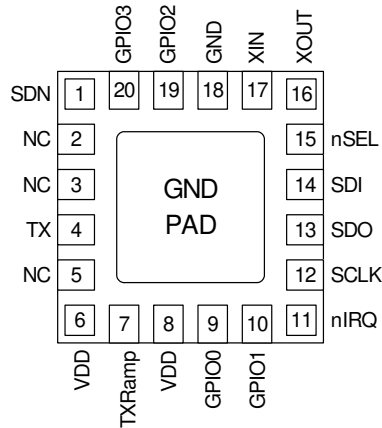 GPIO3 GPIO2 GND XIN XOUT
20 19 18 17 16
SDN 1 15 nSEL
NC 2 14 SDI
NC 3 13 SDO
TX 4 12 SCLK
NC 5 11 nIRQ
GND
PAD
6 7 8 9 10
VDD TXRamp VDD GPIO0 GPIO1